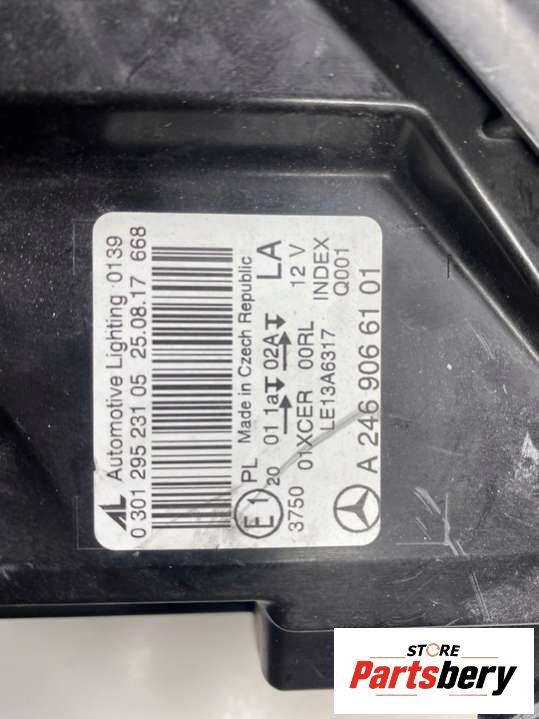 AL Automotive Lighting 0139
0 301 295 231 05 25.08.17 668
PL Made in Czech Republic
E1 20 01 1a 02A LA
3750 01XCER 00RL 12 V
LE13A6317 INDEX
Q001
A 246 906 61 01
STORE
Partsbery